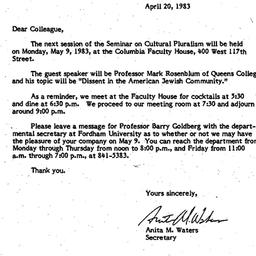 April 20, 1983
Dear Colleague,
The next session of the Seminar on Cultural Pluralism will be held
on Monday, May 9, 1983, at the Columbia Faculty House, 400 West 117th
Street.
The guest speaker will be Professor Mark Rosenblum of Queens Colleg
and his topic will be "Dissent in the American Jewish Community."
As a reminder, we meet at the Faculty House for cocktails at 5:30
and dine at 6:30 p.m. We proceed to our meeting room at 7:30 and adjourn
around 9:00 p.m.
Please leave a message for Professor Barry Goldberg with the depart-
mental secretary at Fordham University as to whether or not we may have
the pleasure of your company on May 9. You can reach the department from
Monday through Thursday from noon to 8:00 p.m., and Friday from 11:00
a.m. through 7:00 p.m., at 841-5383.
Thank you.
Yours sincerely,
Anita M. Waters
Anita M. Waters
Secretary